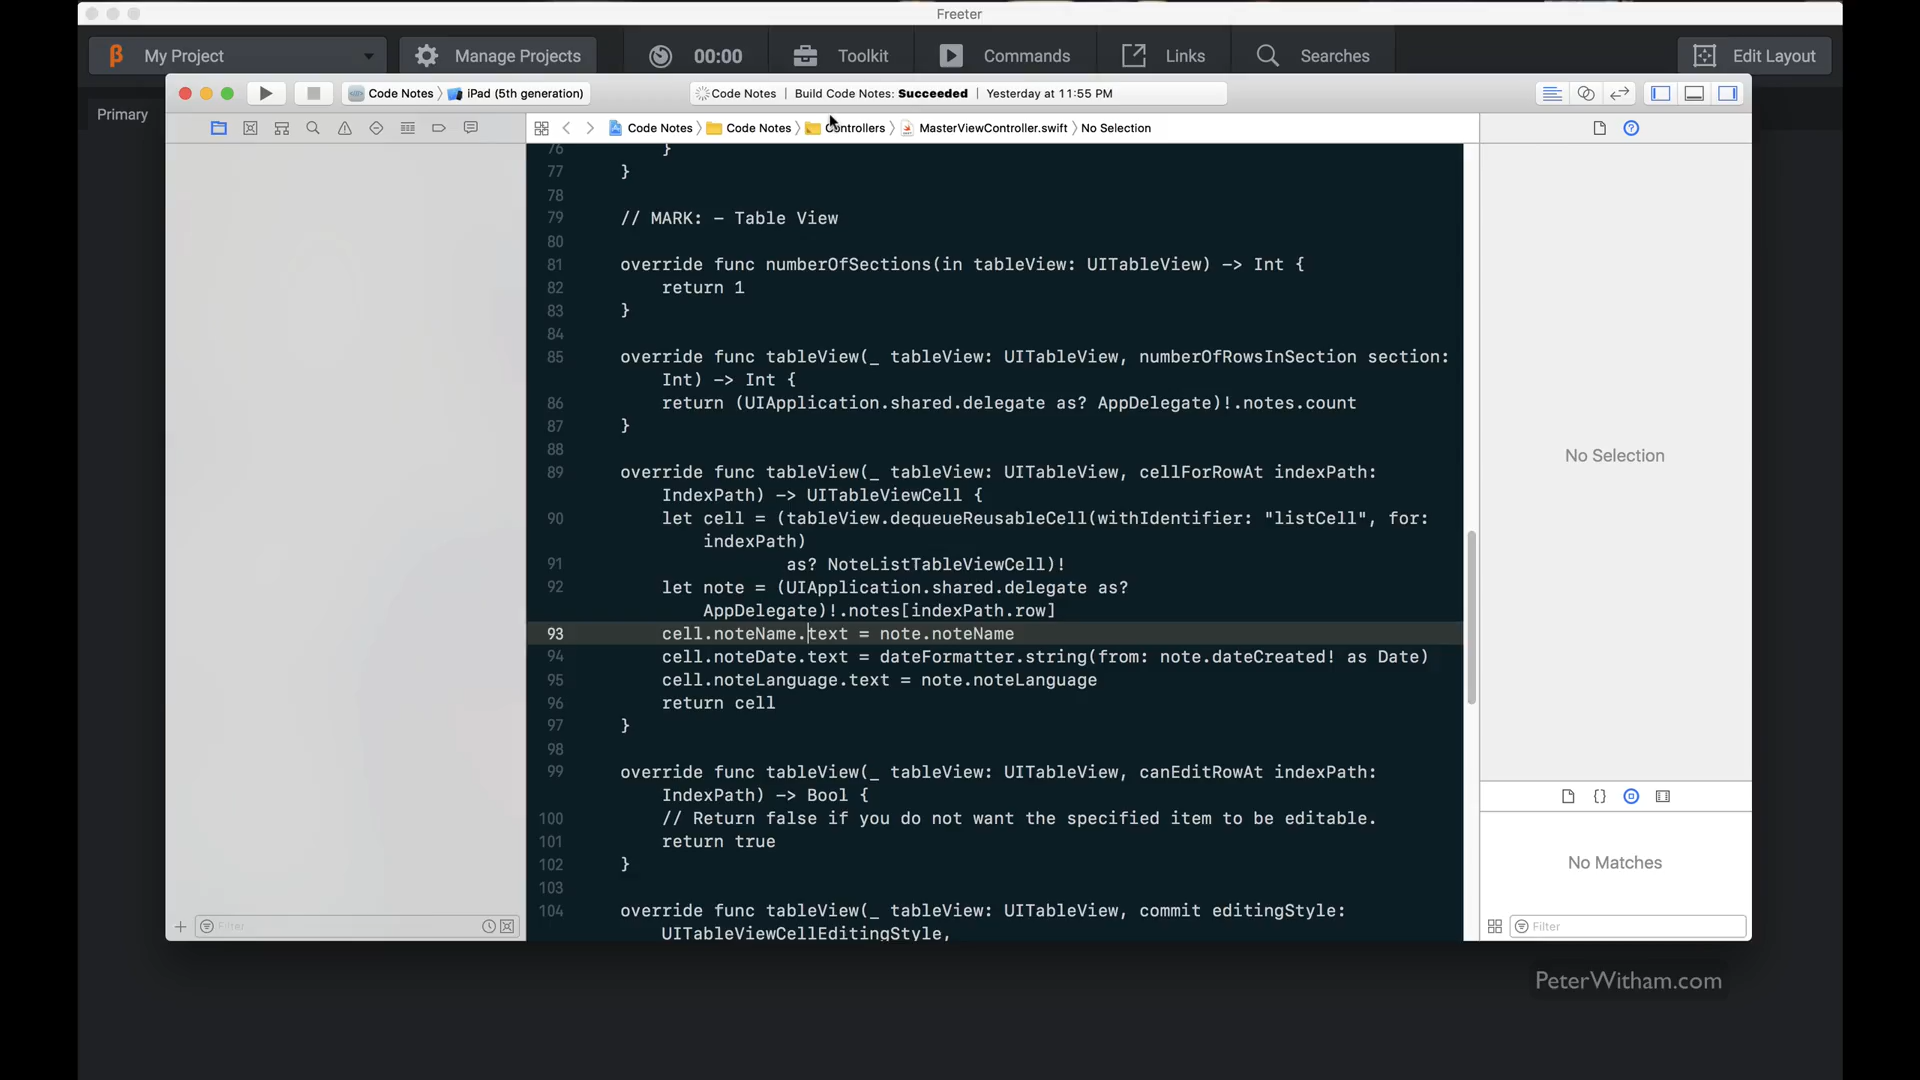 Freeter
My Project
Manage Projects
00:00
Toolkit
Commands
Links
Searches
Edit Layout
Primary
Code Notes
iPad (5th generation)
Code Notes | Build Code Notes: Succeeded | Yesterday at 11:55 PM
Code Notes
Code Notes
Controllers
MasterViewController.swift
No Selection
76 }
77 }
78
79 // MARK: - Table View
80
81 override func numberOfSections(in tableView: UITableView) -> Int {
82 return 1
83 }
84
85 override func tableView(_ tableView: UITableView, numberOfRowsInSection section:
Int) -> Int {
86 return (UIApplication.shared.delegate as? AppDelegate)!.notes.count
87 }
88
89 override func tableView(_ tableView: UITableView, cellForRowAt indexPath:
IndexPath) -> UITableViewCell {
90 let cell = (tableView.dequeueReusableCell(withIdentifier: "listCell", for:
indexPath)
91 as? NoteListTableViewCell)!
92 let note = (UIApplication.shared.delegate as?
AppDelegate)!.notes[indexPath.row]
93 cell.noteName.text = note.noteName
94 cell.noteDate.text = dateFormatter.string(from: note.dateCreated! as Date)
95 cell.noteLanguage.text = note.noteLanguage
96 return cell
97 }
98
99 override func tableView(_ tableView: UITableView, canEditRowAt indexPath:
IndexPath) -> Bool {
100 // Return false if you do not want the specified item to be editable.
101 return true
102 }
103
104 override func tableView(_ tableView: UITableView, commit editingStyle:
UITableViewCellEditingStyle,
No Selection
No Matches
Filter
Filter
PeterWitham.com